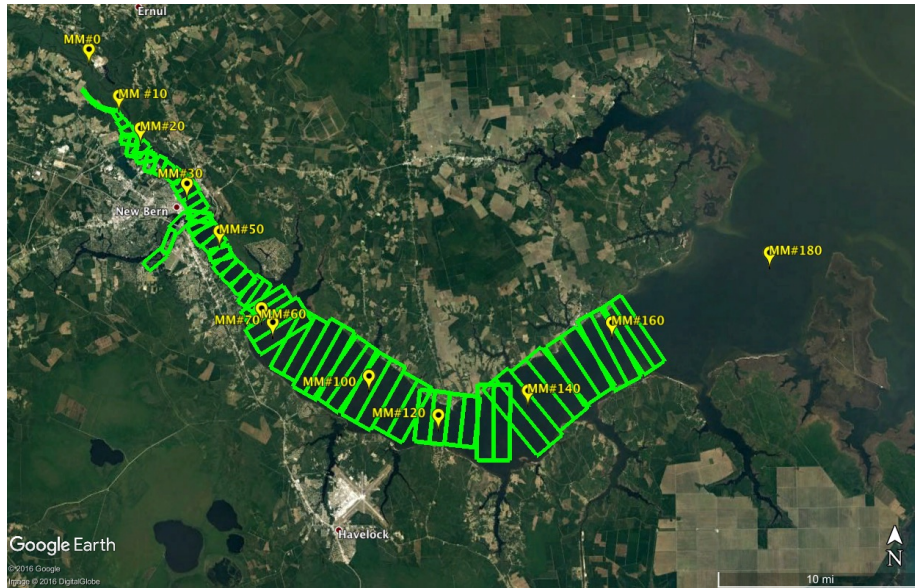 Ernul
MM#0
MM #10
MM#20
MM#30
New Bern
MM#50
MM#180
MM#60
MM#70
MM#160
MM#100
MM#140
MM#120
Havelock
Google Earth
© 2016 Google
Image © 2016 DigitalGlobe
N
10 mi